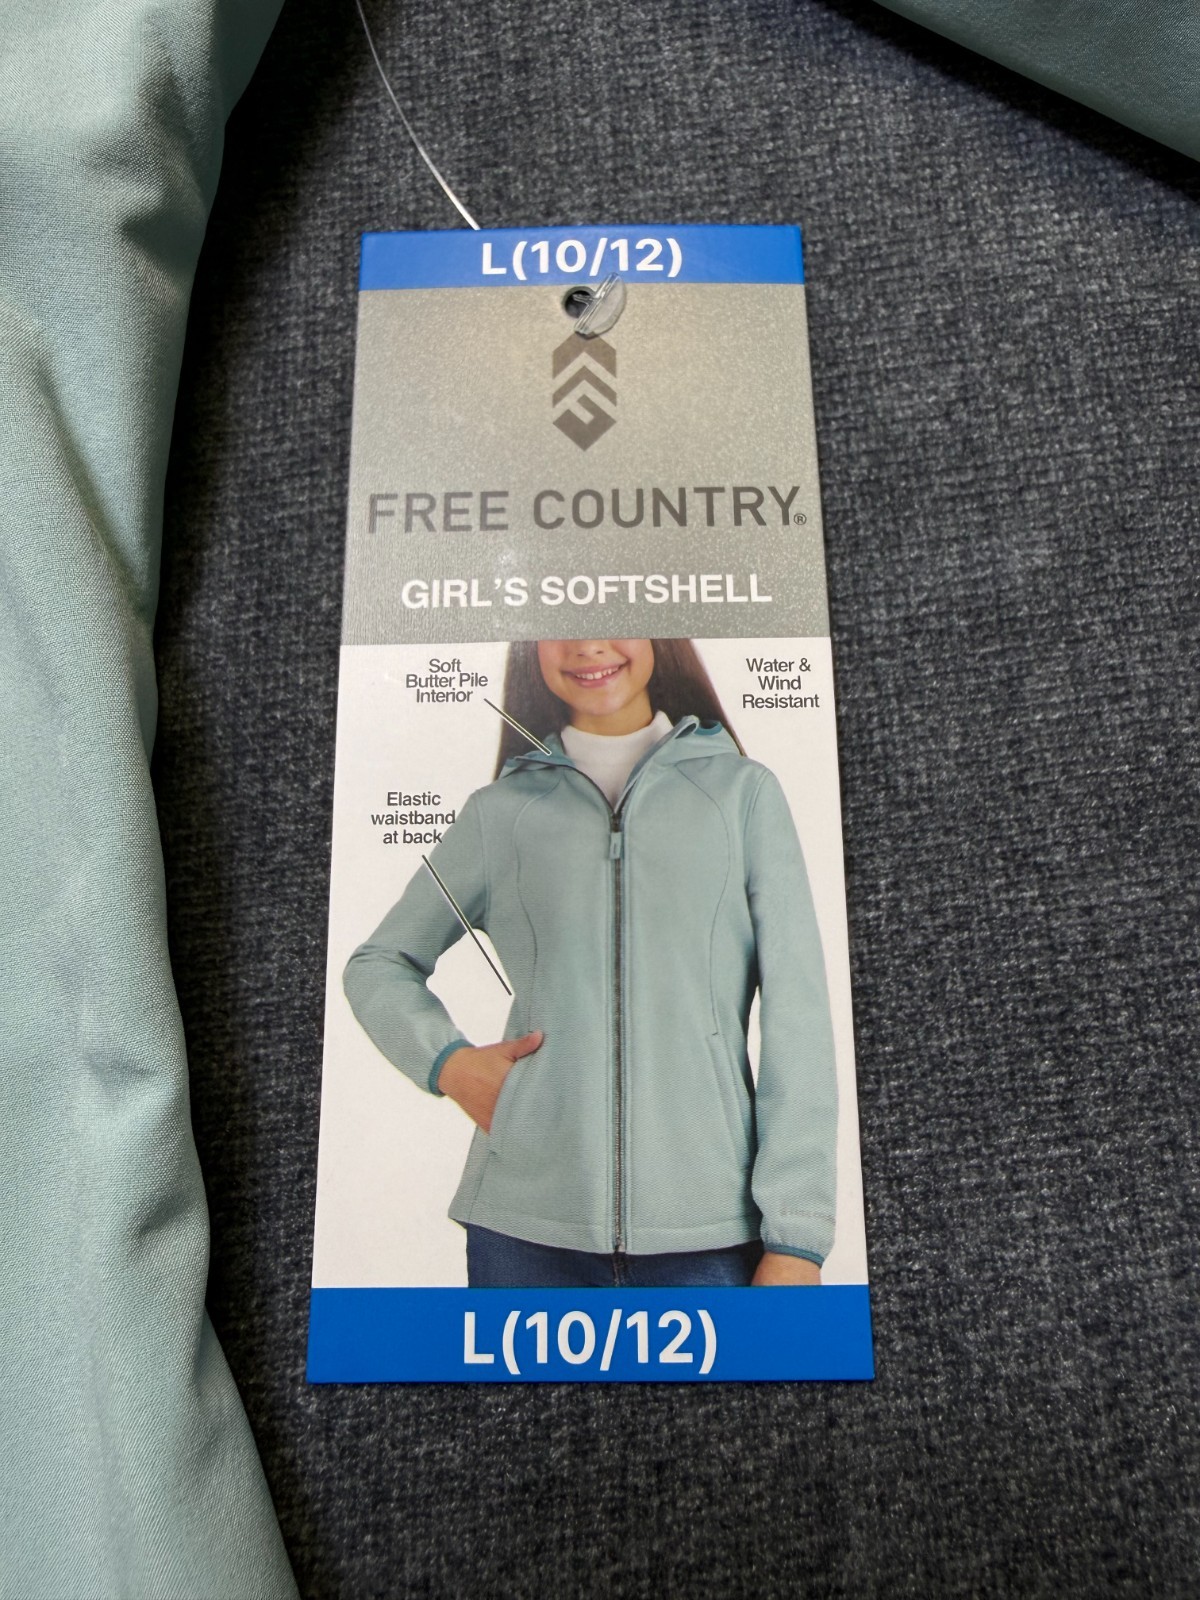 L(10/12)
FREE COUNTRY®
GIRL'S SOFTSHELL
Soft
Butter Pile
Interior
Water &
Wind
Resistant
Elastic
waistband
at back
L(10/12)